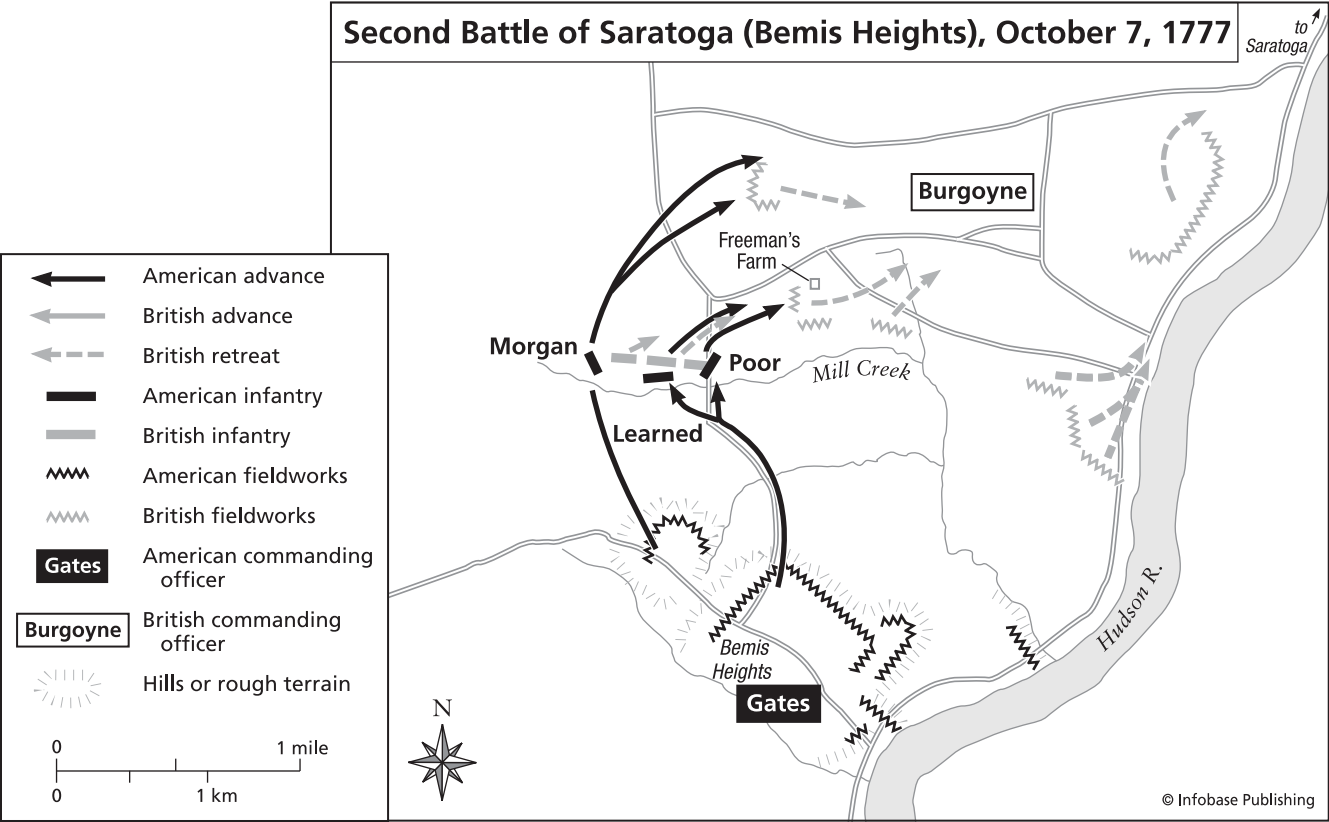 Second Battle of Saratoga (Bemis Heights), October 7, 1777
to
Saratoga
Burgoyne
Freeman's
Farm
Morgan
Poor
Mill Creek
Learned
Hudson R.
Bemis
Heights
Gates
American advance
British advance
British retreat
American infantry
British infantry
American fieldworks
British fieldworks
Gates
American commanding
officer
Burgoyne
British commanding
officer
Hills or rough terrain
0
1 mile
0
1 km
N
© Infobase Publishing